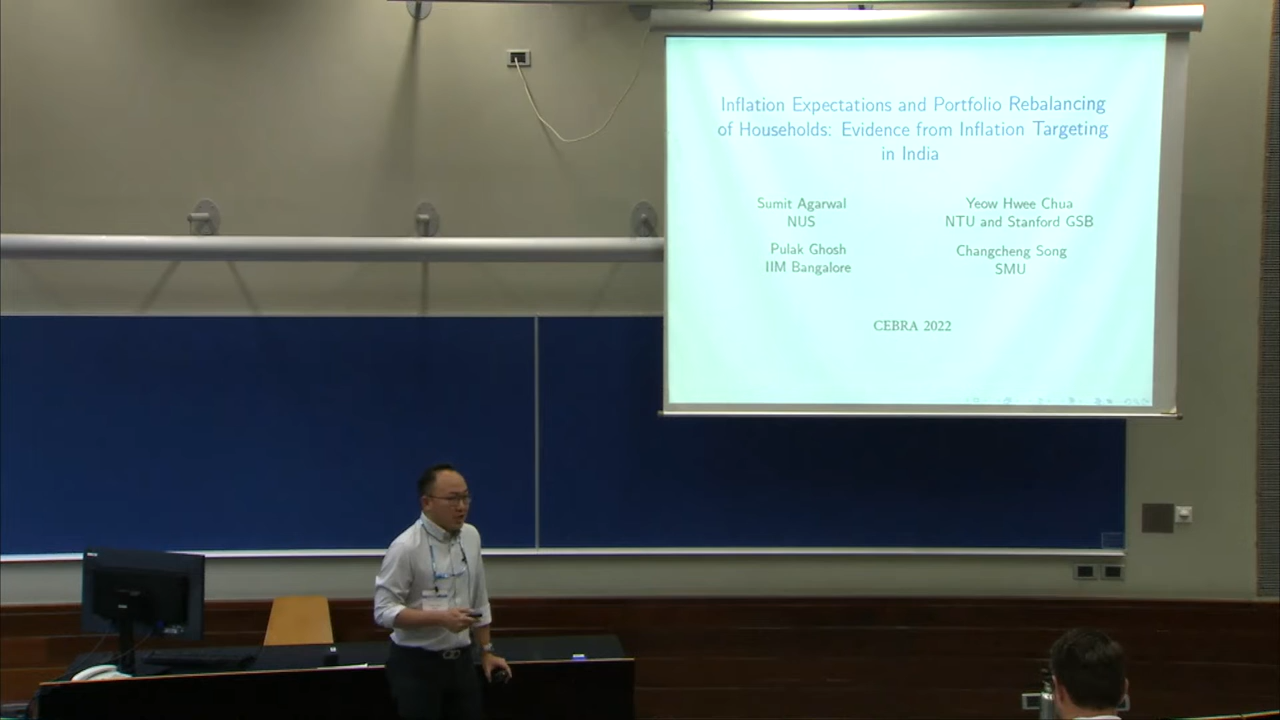 Inflation Expectations and Portfolio Rebalancing
of Households: Evidence from Inflation Targeting
in India
Sumit Agarwal
NUS
Yeow Hwee Chua
NTU and Stanford GSB
Pulak Ghosh
IIM Bangalore
Changcheng Song
SMU
CEBRA 2022